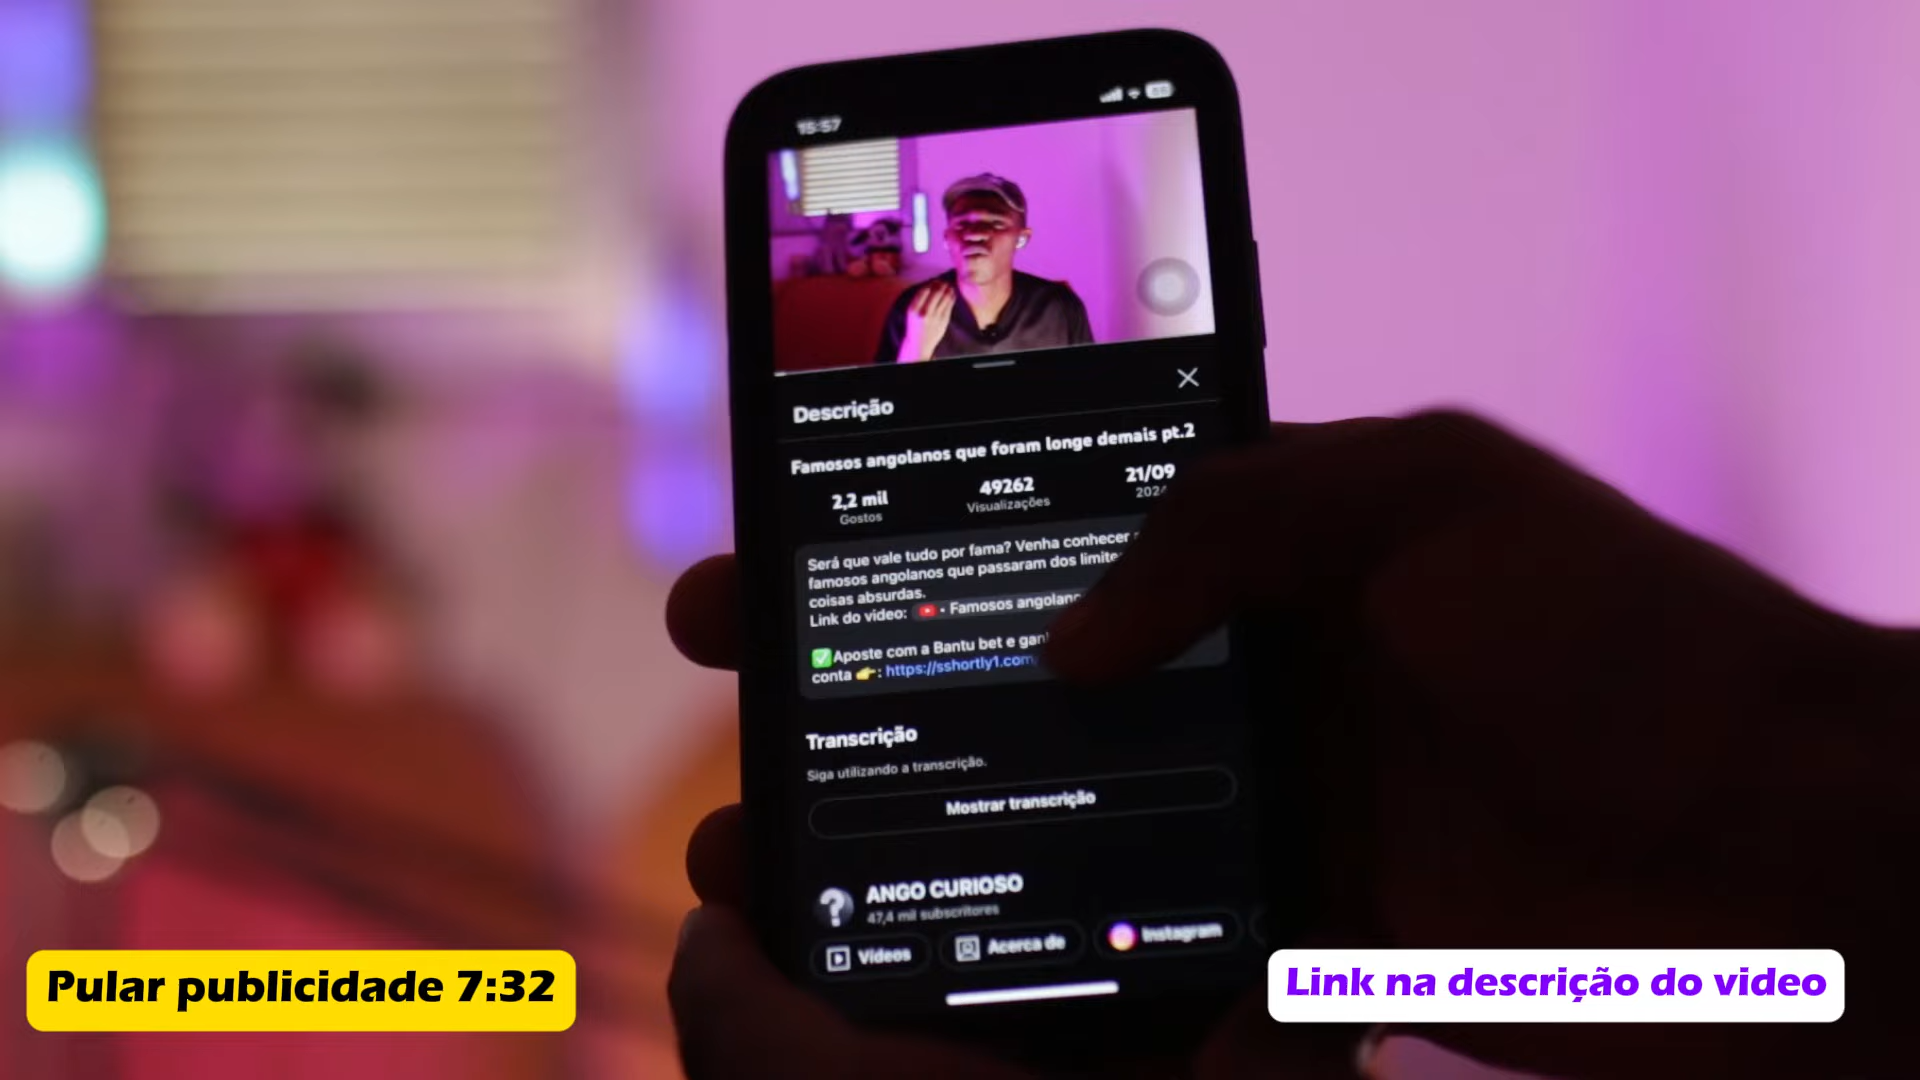 15:57
Descrição
Famosos angolanos que foram longe demais pt.2
2,2 mil
Gostos
49262
Visualizações
21/09
2024
Será que vale tudo por fama? Venha conhecer
famosos angolanos que passaram dos limite
coisas absurdas.
Link do vídeo: • Famosos angolano
✅Aposte com a Bantu bet e gan
conta 👉: https://sshortly1.com
Transcrição
Siga utilizando a transcrição.
Mostrar transcrição
ANGO CURIOSO
47,4 mil subscritores
Vídeos
Acerca de
Instagram
Pular publicidade 7:32
Link na descrição do video